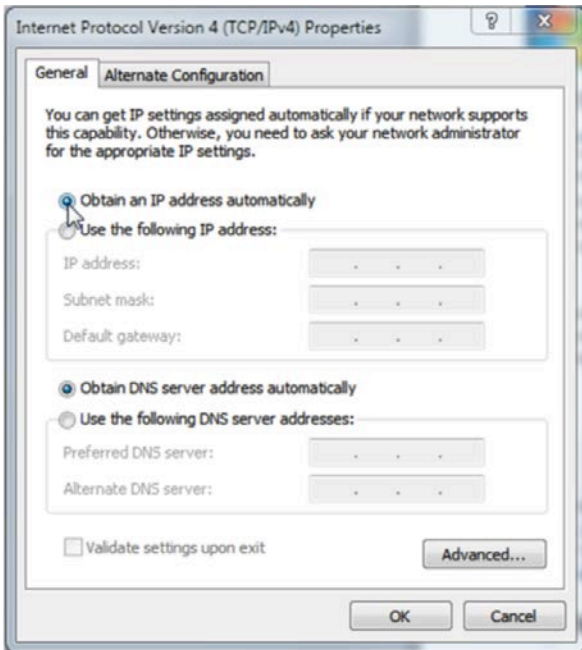 Internet Protocol Version 4 (TCP/IPv4) Properties
General
Alternate Configuration
You can get IP settings assigned automatically if your network supports
this capability. Otherwise, you need to ask your network administrator
for the appropriate IP settings.
Obtain an IP address automatically
Use the following IP address:
IP address:
Subnet mask:
Default gateway:
Obtain DNS server address automatically
Use the following DNS server addresses:
Preferred DNS server:
Alternate DNS server:
Validate settings upon exit
Advanced...
OK
Cancel